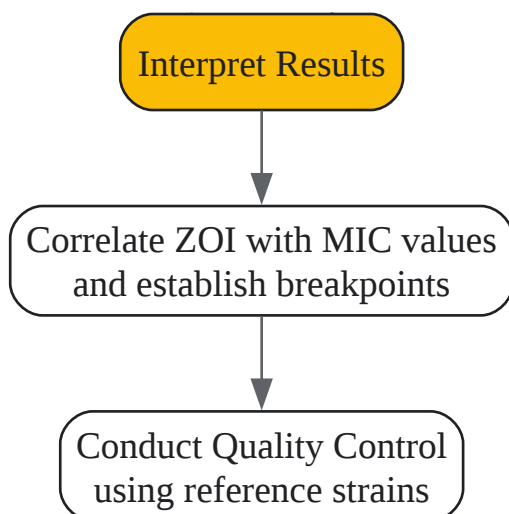 Interpret Results
Correlate ZOI with MIC values
and establish breakpoints
Conduct Quality Control
using reference strains